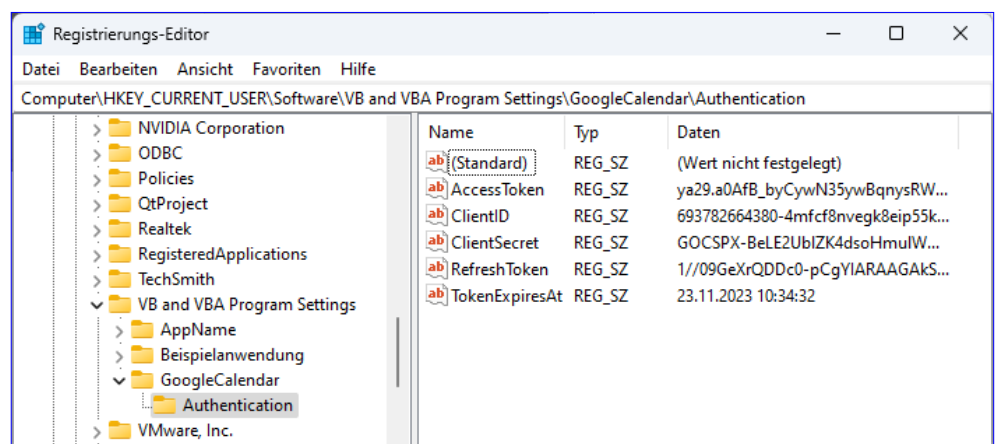 Registrierungs-Editor
Datei Bearbeiten Ansicht Favoriten Hilfe
Computer\HKEY_CURRENT_USER\Software\VB and VBA Program Settings\GoogleCalendar\Authentication
NVIDIA Corporation
ODBC
Policies
QtProject
Realtek
RegisteredApplications
TechSmith
VB and VBA Program Settings
AppName
Beispielanwendung
GoogleCalendar
Authentication
VMware, Inc.
Name Typ Daten
(Standard) REG_SZ (Wert nicht festgelegt)
AccessToken REG_SZ ya29.a0AfB_byCywN35ywBqnysRW...
ClientID REG_SZ 693782664380-4mfcf8nvegk8eip55k...
ClientSecret REG_SZ GOCSPX-BeLE2UbIZK4dsoHmulW...
RefreshToken REG_SZ 1//09GeXrQDDc0-pCgYIARAAGAkS...
TokenExpiresAt REG_SZ 23.11.2023 10:34:32